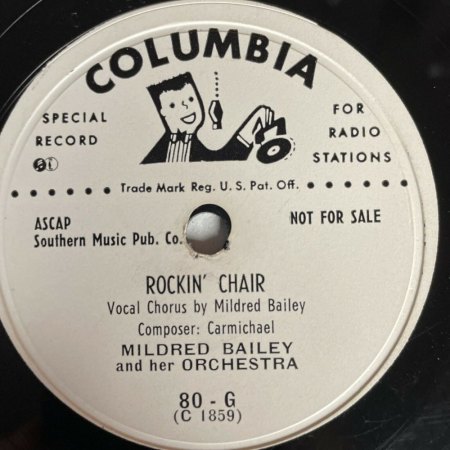 COLUMBIA
SPECIAL
RECORD
FOR
RADIO
STATIONS
Trade Mark Reg. U.S. Pat. Off.
ASCAP
Southern Music Pub. Co.
NOT FOR SALE
ROCKIN' CHAIR
Vocal Chorus by Mildred Bailey
Composer: Carmichael
MILDRED BAILEY
and her ORCHESTRA
80 - G
(C 1859)